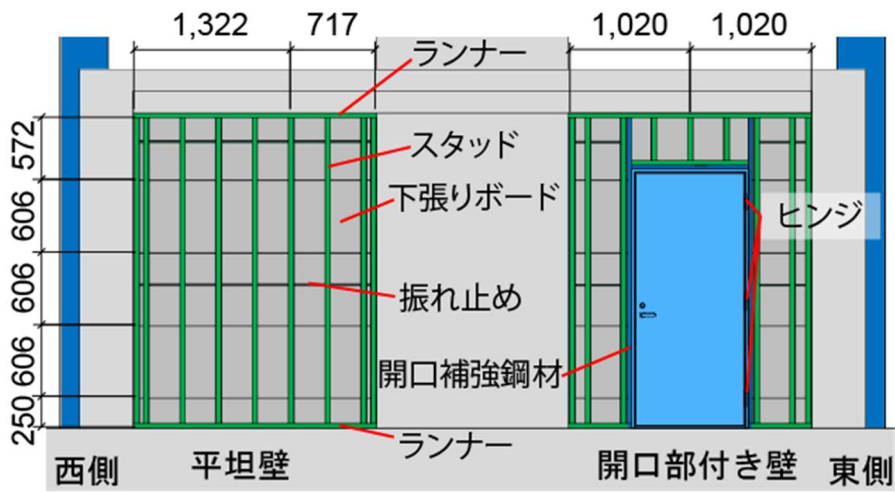 1,322
717
1,020
1,020
ランナー
572
スタッド
606
下張りボード
ヒンジ
606
振れ止め
606
開口補強鋼材
250
ランナー
西側
平坦壁
開口部付き壁
東側